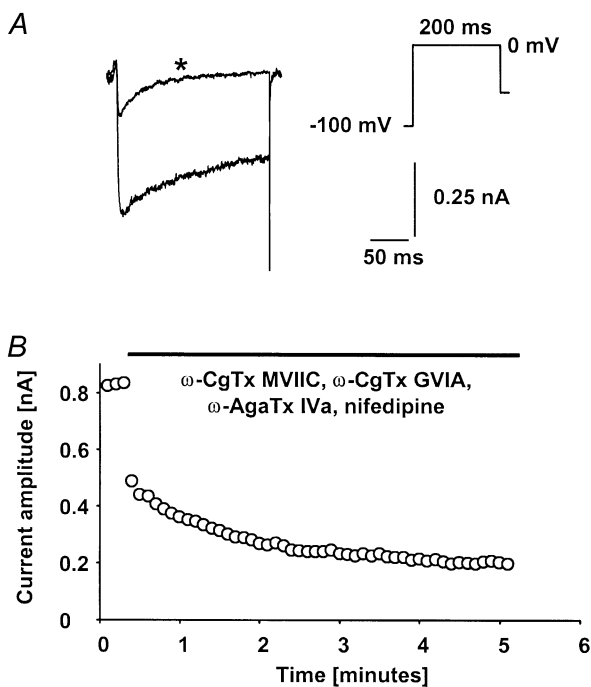 A
*
200 ms
0 mV
-100 mV
0.25 nA
50 ms
B
ω-CgTx MVIIC, ω-CgTx GVIA,
ω-AgaTx IVa, nifedipine
Current amplitude [nA]
0.8
0.6
0.4
0.2
0
0 1 2 3 4 5 6
Time [minutes]